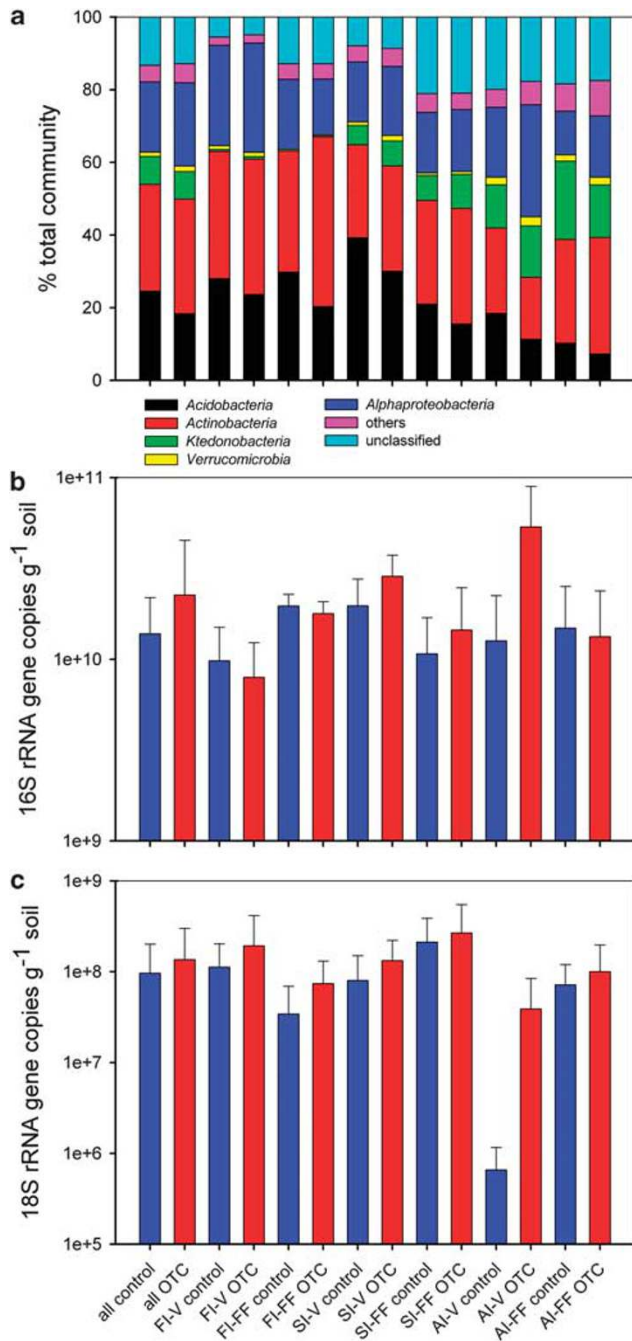 a
100
80
60
40
20
0
% total community
Acidobacteria
Actinobacteria
Ktedonobacteria
Verrucomicrobia
Alphaproteobacteria
others
unclassified
b
1e+11
1e+10
1e+9
16S rRNA gene copies g⁻¹ soil
c
1e+9
1e+8
1e+7
1e+6
1e+5
18S rRNA gene copies g⁻¹ soil
all control
all OTC
FI-V control
FI-V OTC
FI-FF control
FI-FF OTC
SI-V control
SI-V OTC
SI-FF control
SI-FF OTC
AI-V control
AI-V OTC
AI-FF control
AI-FF OTC